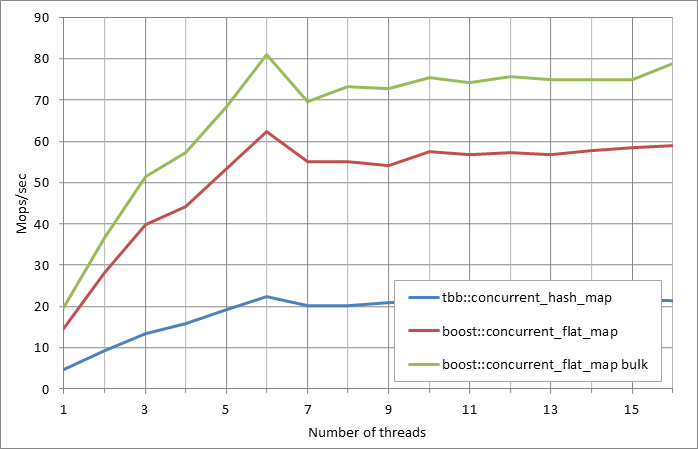 90
80
70
60
50
40
30
20
10
0
Mops/sec
1 3 5 7 9 11 13 15
Number of threads
tbb::concurrent_hash_map
boost::concurrent_flat_map
boost::concurrent_flat_map bulk